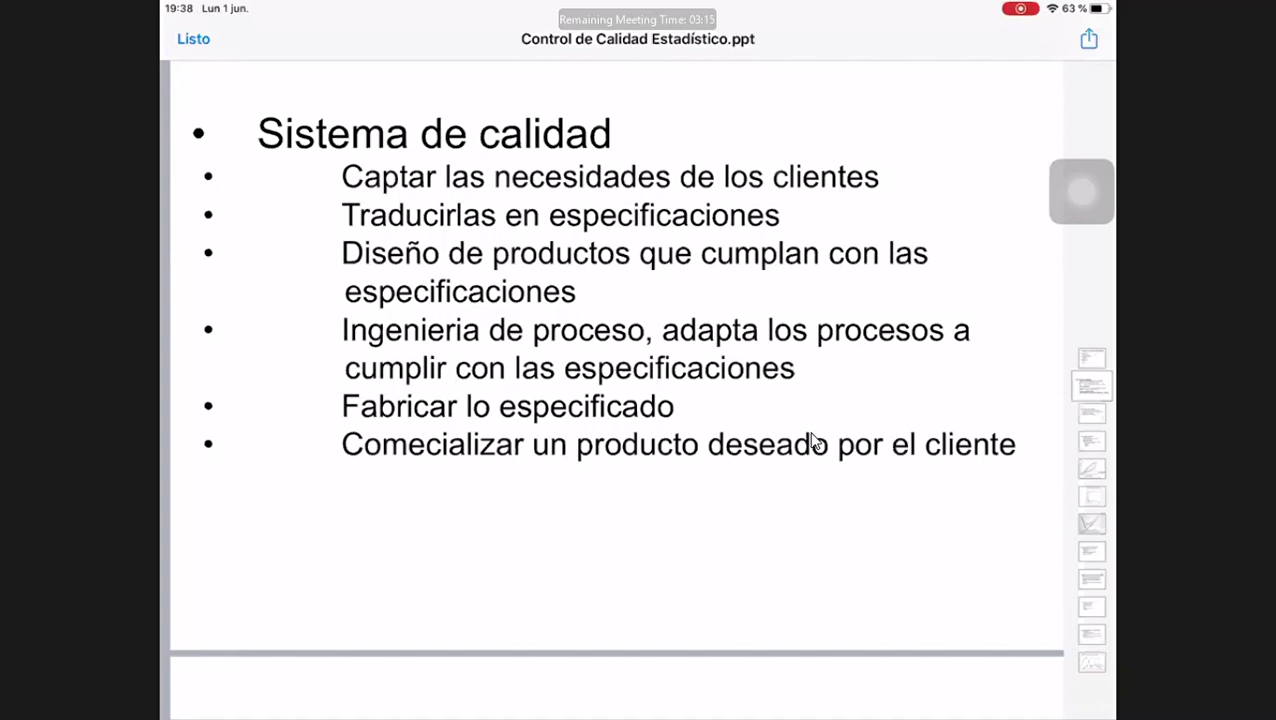 19:38 Lun 1 jun.
Remaining Meeting Time: 03:15
63 %
Listo
Control de Calidad Estadístico.ppt
• Sistema de calidad
• Captar las necesidades de los clientes
• Traducirlas en especificaciones
• Diseño de productos que cumplan con las
especificaciones
• Ingenieria de proceso, adapta los procesos a
cumplir con las especificaciones
• Fabricar lo especificado
• Comecializar un producto deseado por el cliente